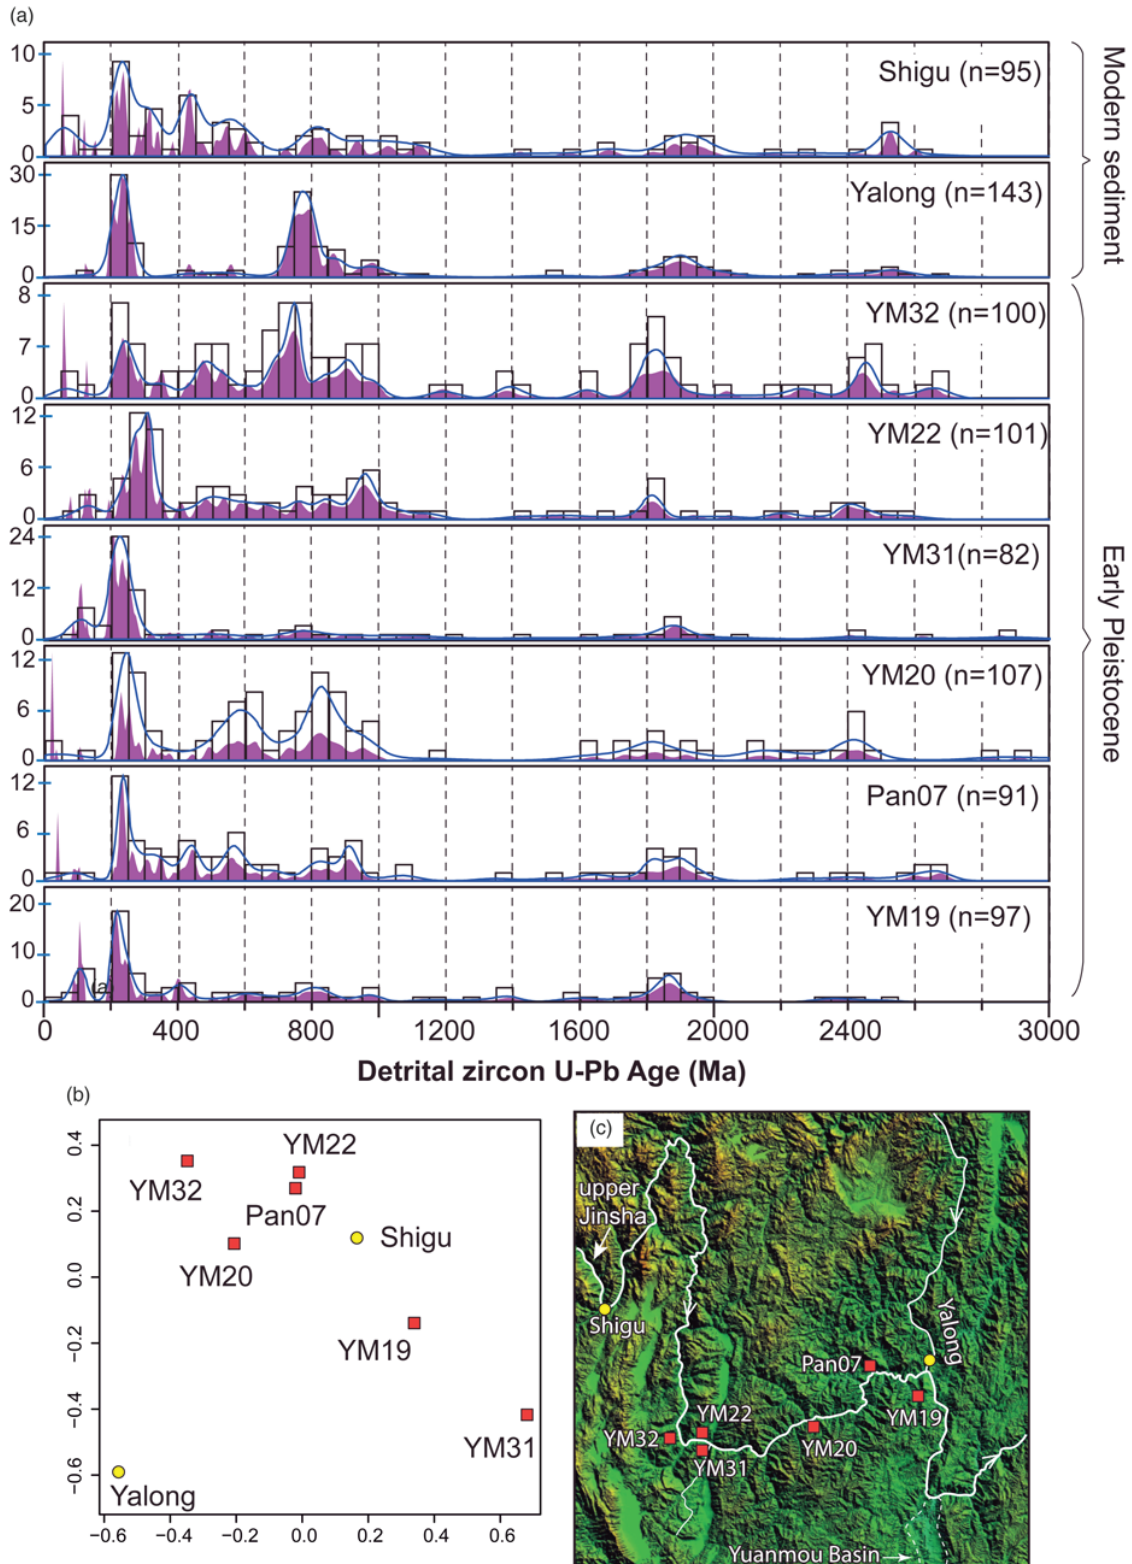 (a)
10
5
0
Shigu (n=95)
30
15
0
Yalong (n=143)
Modern sediment
8
7
0
YM32 (n=100)
12
6
0
YM22 (n=101)
24
12
0
YM31(n=82)
12
6
0
YM20 (n=107)
12
6
0
Pan07 (n=91)
20
10
0
YM19 (n=97)
(a)
Early Pleistocene
0 400 800 1200 1600 2000 2400 3000
Detrital zircon U-Pb Age (Ma)
(b)
0.4
0.2
0.0
−0.2
−0.4
−0.6
YM22
YM32
Pan07
Shigu
YM20
YM19
YM31
Yalong
−0.6 −0.4 −0.2 0.0 0.2 0.4 0.6
(c)
upper
Jinsha
Shigu
Yalong
Pan07
YM22
YM19
YM32
YM20
YM31
Yuanmou Basin